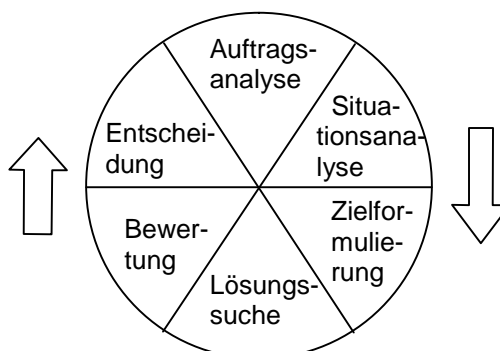 Auftrags-
analyse
Situa-
tionsana-
lyse
Zielfor-
mulie-
rung
Lösungs-
suche
Bewer-
tung
Entschei-
dung